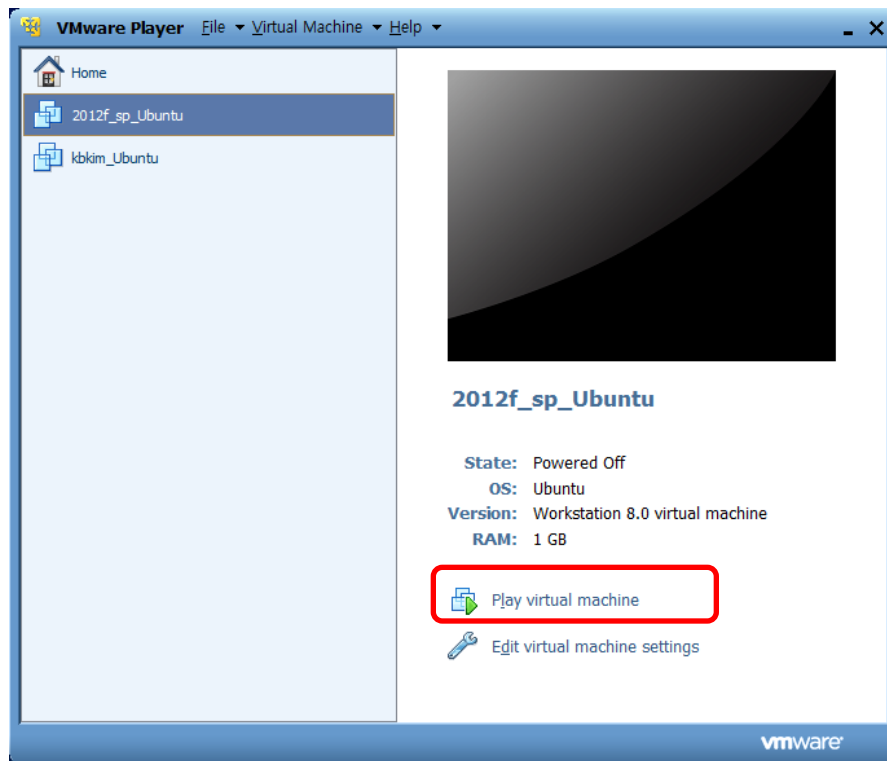 VMware Player File Virtual Machine Help
Home
2012f_sp_Ubuntu
kbkim_Ubuntu
2012f_sp_Ubuntu
State: Powered Off
OS: Ubuntu
Version: Workstation 8.0 virtual machine
RAM: 1 GB
Play virtual machine
Edit virtual machine settings
vmware